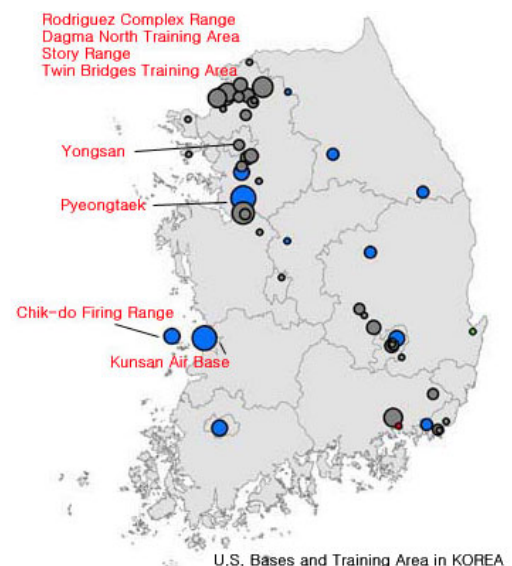 Rodriguez Complex Range
Dagma North Training Area
Story Range
Twin Bridges Training Area
Yongsan
Pyeongtaek
Chik-do Firing Range
Kunsan Air Base
U.S. Bases and Training Area in KOREA